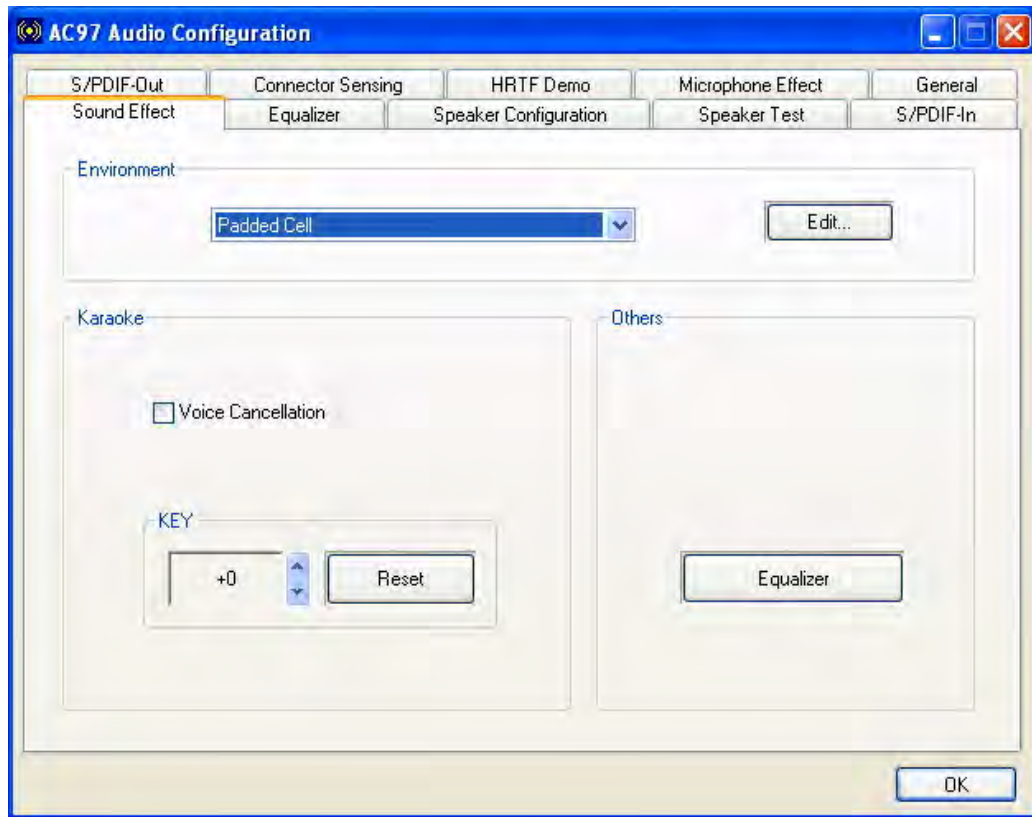 AC97 Audio Configuration
S/PDIF-Out Connector Sensing HRTF Demo Microphone Effect General
Sound Effect Equalizer Speaker Configuration Speaker Test S/PDIF-In
Environment
Padded Cell Edit...
Karaoke Others
Voice Cancellation
KEY
+0 Reset Equalizer
OK